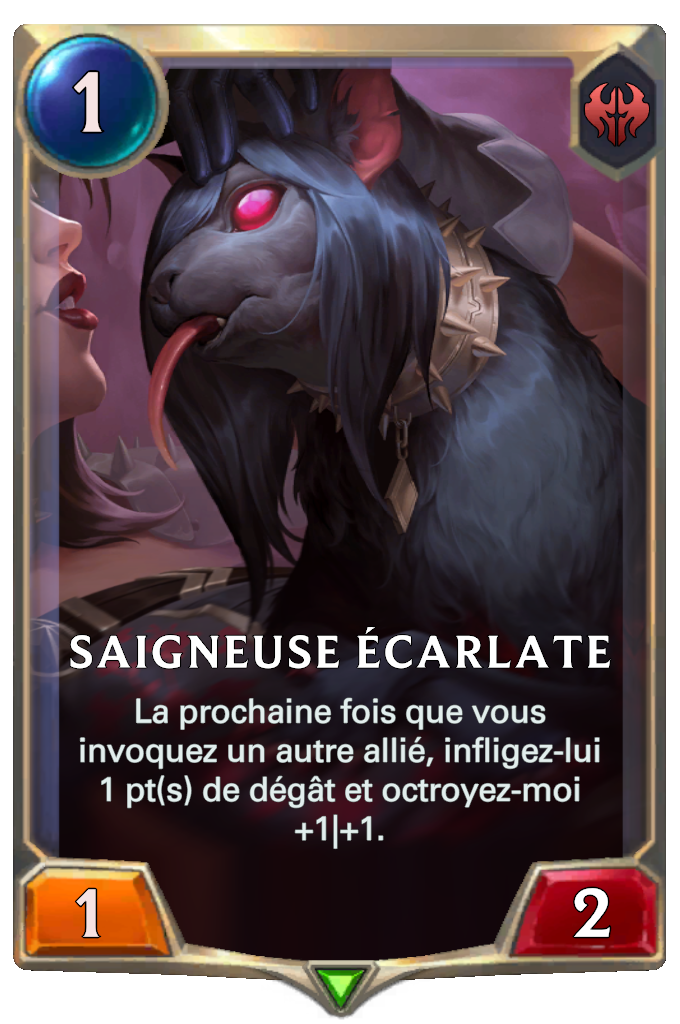 1
SAIGNEUSE ÉCARLATE
La prochaine fois que vous
invoquez un autre allié, infligez-lui
1 pt(s) de dégât et octroyez-moi
+1|+1.
1
2